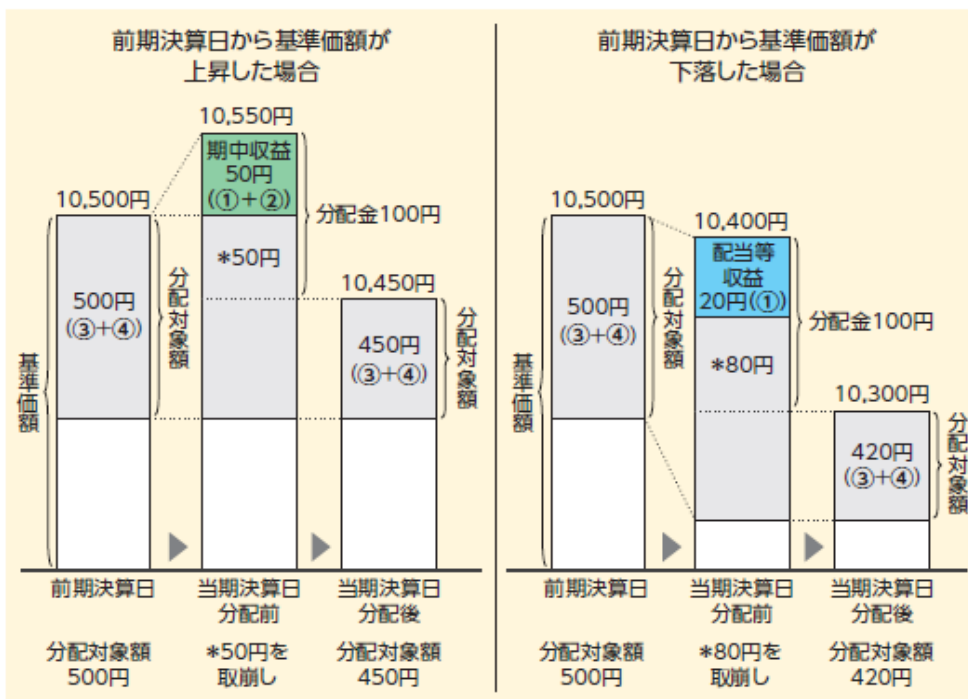 前期決算日から基準価額が
上昇した場合
10,550円
期中収益
50円
(①+②)
10,500円
分配金100円
*50円
10,450円
500円
(③+④)
分配対象額
450円
(③+④)
分配対象額
基準価額
前期決算日
当期決算日
分配前
当期決算日
分配後
分配対象額
500円
*50円を
取崩し
分配対象額
450円
前期決算日から基準価額が
下落した場合
10,500円
10,400円
配当等
収益
20円(①)
500円
(③+④)
分配対象額
分配金100円
*80円
基準価額
10,300円
420円
(③+④)
分配対象額
前期決算日
当期決算日
分配前
当期決算日
分配後
分配対象額
500円
*80円を
取崩し
分配対象額
420円